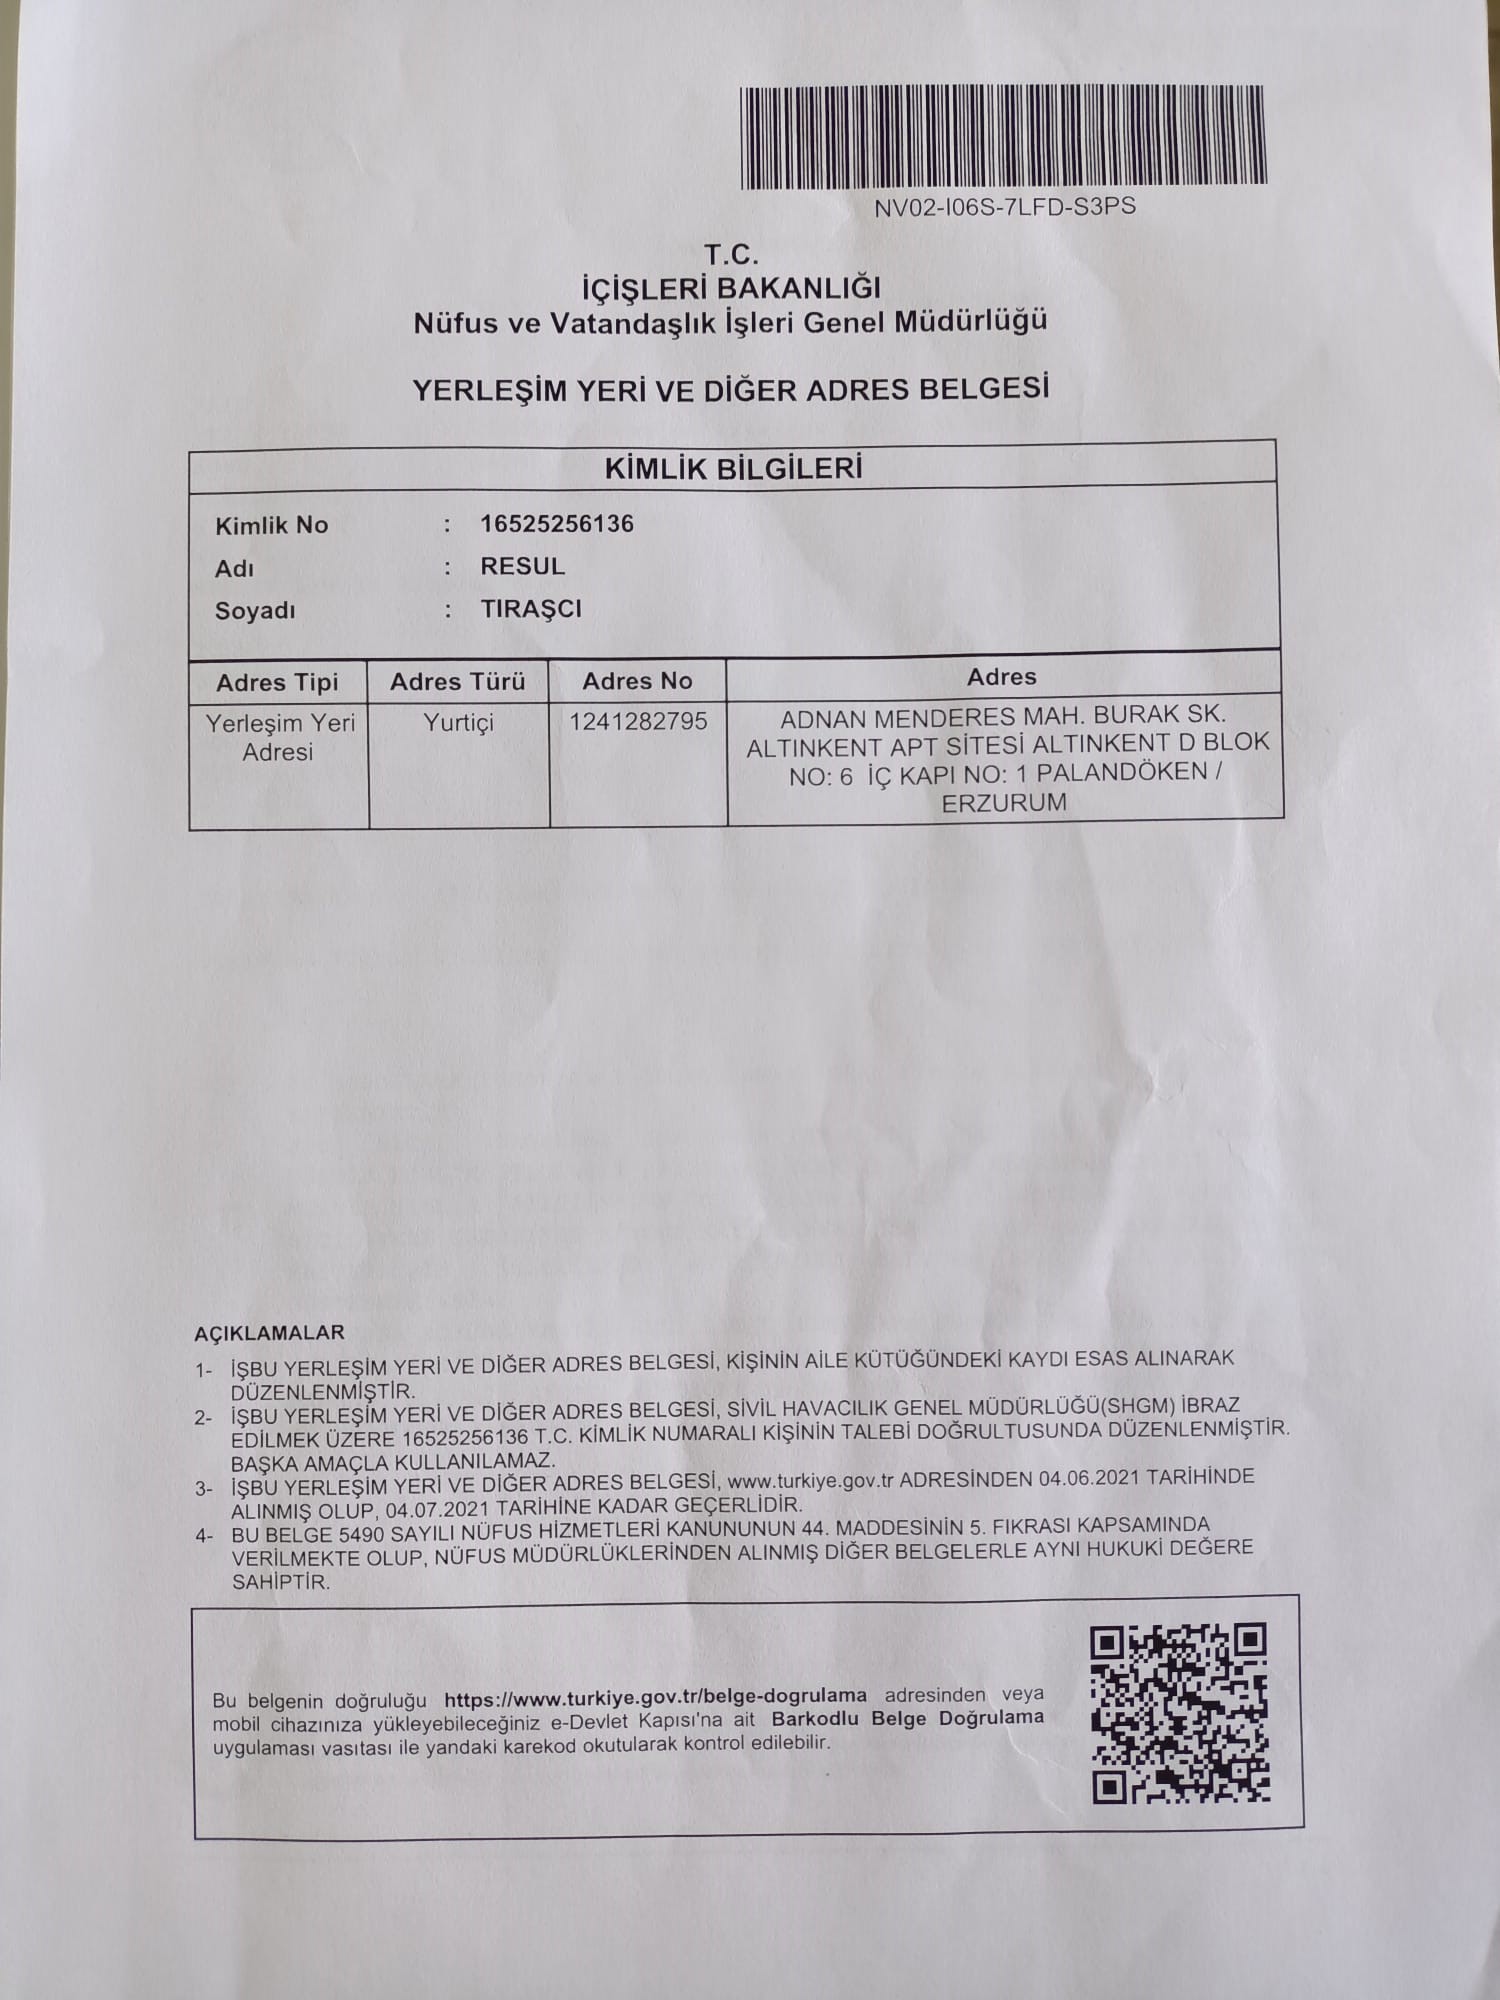 NV02-I06S-7LFD-S3PS
T.C.
İÇİŞLERİ BAKANLIĞI
Nüfus ve Vatandaşlık İşleri Genel Müdürlüğü
YERLEŞİM YERİ VE DİĞER ADRES BELGESİ
KİMLİK BİLGİLERİ
Kimlik No : 16525256136
Adı : RESUL
Soyadı : TIRAŞCI
Adres Tipi Adres Türü Adres No Adres
Yerleşim Yeri Adresi Yurtiçi 1241282795 ADNAN MENDERES MAH. BURAK SK.
ALTINKENT APT SİTESİ ALTINKENT D BLOK
NO: 6 İÇ KAPI NO: 1 PALANDÖKEN /
ERZURUM
AÇIKLAMALAR
1- İŞBU YERLEŞİM YERİ VE DİĞER ADRES BELGESİ, KİŞİNİN AİLE KÜTÜĞÜNDEKİ KAYDI ESAS ALINARAK
DÜZENLENMİŞTİR.
2- İŞBU YERLEŞİM YERİ VE DİĞER ADRES BELGESİ, SİVİL HAVACILIK GENEL MÜDÜRLÜĞÜ(SHGM) İBRAZ
EDİLMEK ÜZERE 16525256136 T.C. KİMLİK NUMARALI KİŞİNİN TALEBİ DOĞRULTUSUNDA DÜZENLENMİŞTİR.
BAŞKA AMAÇLA KULLANILAMAZ.
3- İŞBU YERLEŞİM YERİ VE DİĞER ADRES BELGESİ, www.turkiye.gov.tr ADRESİNDEN 04.06.2021 TARİHİNDE
ALINMIŞ OLUP, 04.07.2021 TARİHİNE KADAR GEÇERLİDİR.
4- BU BELGE 5490 SAYILI NÜFUS HİZMETLERİ KANUNUNUN 44. MADDESİNİN 5. FIKRASI KAPSAMINDA
VERİLMEKTE OLUP, NÜFUS MÜDÜRLÜKLERİNDEN ALINMIŞ DİĞER BELGELERLE AYNI HUKUKİ DEĞERE
SAHİPTİR.
Bu belgenin doğruluğu https://www.turkiye.gov.tr/belge-dogrulama adresinden veya
mobil cihazınıza yükleyebileceğiniz e-Devlet Kapısı'na ait Barkodlu Belge Doğrulama
uygulaması vasıtası ile yandaki karekod okutularak kontrol edilebilir.